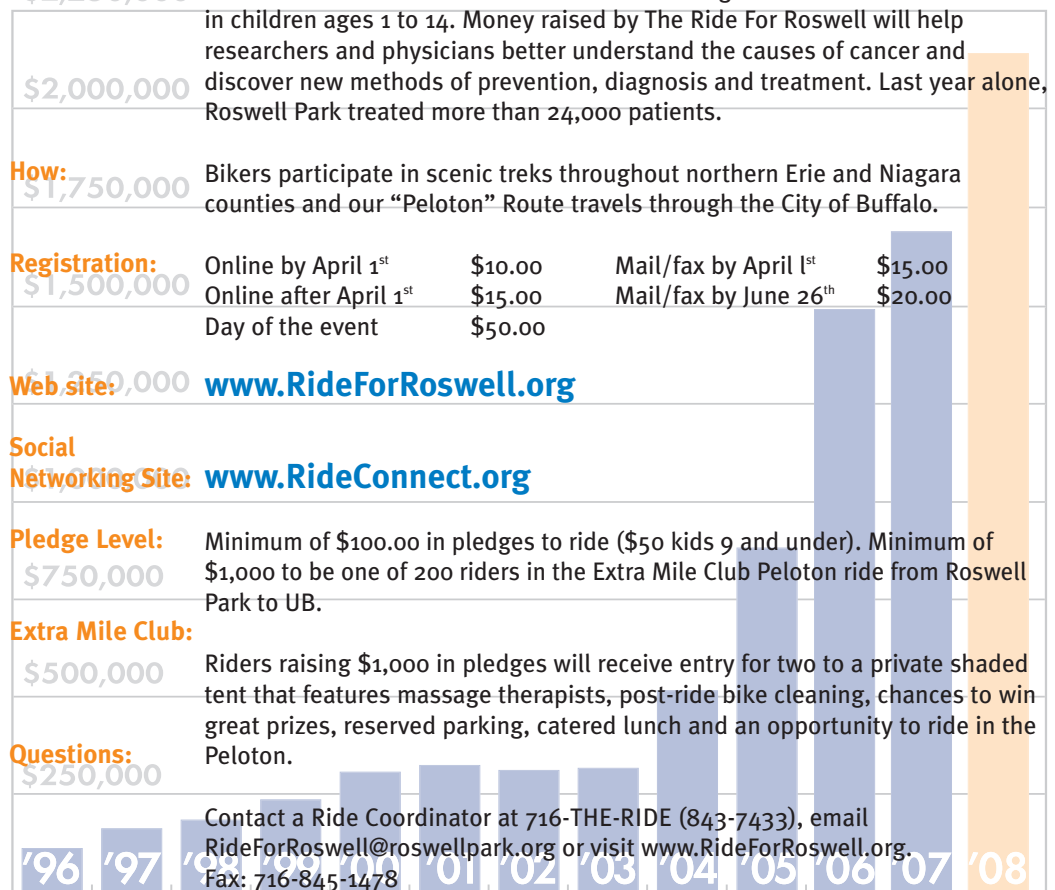 $2,250,000
in children ages 1 to 14. Money raised by The Ride For Roswell will help
researchers and physicians better understand the causes of cancer and
discover new methods of prevention, diagnosis and treatment. Last year alone,
$2,000,000
Roswell Park treated more than 24,000 patients.
How: Bikers participate in scenic treks throughout northern Erie and Niagara
$1,750,000
counties and our “Peloton” Route travels through the City of Buffalo.
Registration: Online by April 1st $10.00 Mail/fax by April lst $15.00
$1,500,000
Online after April 1st $15.00 Mail/fax by June 26th $20.00
Day of the event $50.00
Web site: www.RideForRoswell.org
$1,250,000
Social
Networking Site: www.RideConnect.org
$1,000,000
Pledge Level: Minimum of $100.00 in pledges to ride ($50 kids 9 and under). Minimum of
$1,000 to be one of 200 riders in the Extra Mile Club Peloton ride from Roswell
$750,000
Park to UB.
Extra Mile Club:
Riders raising $1,000 in pledges will receive entry for two to a private shaded
$500,000
tent that features massage therapists, post-ride bike cleaning, chances to win
great prizes, reserved parking, catered lunch and an opportunity to ride in the
Questions: Peloton.
$250,000
Contact a Ride Coordinator at 716-THE-RIDE (843-7433), email
RideForRoswell@roswellpark.org or visit www.RideForRoswell.org.
Fax: 716-845-1478
’96 ’97 ’98 ’99 ’00 ’01 ’02 ’03 ’04 ’05 ’06 ’07 ’08